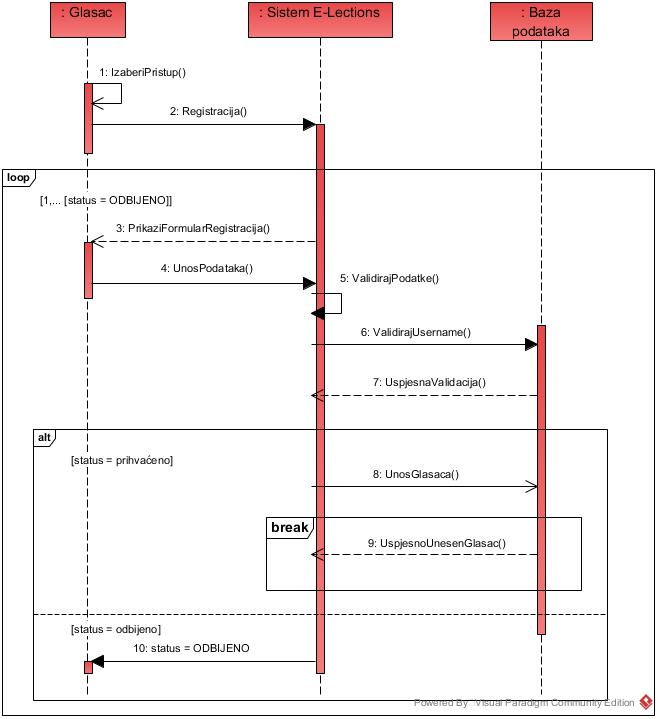 : Glasac
: Sistem E-Lections
: Baza
podataka
1: IzaberiPristup()
2: Registracija()
loop
[1,... [status = ODBIJENO]]
3: PrikaziFormularRegistracija()
4: UnosPodataka()
5: ValidirajPodatke()
6: ValidirajUsername()
7: UspjesnaValidacija()
alt
[status = prihvaćeno]
8: UnosGlasaca()
break
9: UspjesnoUnesenGlasac()
[status = odbijeno]
10: status = ODBIJENO
Powered By Visual Paradigm Community Edition